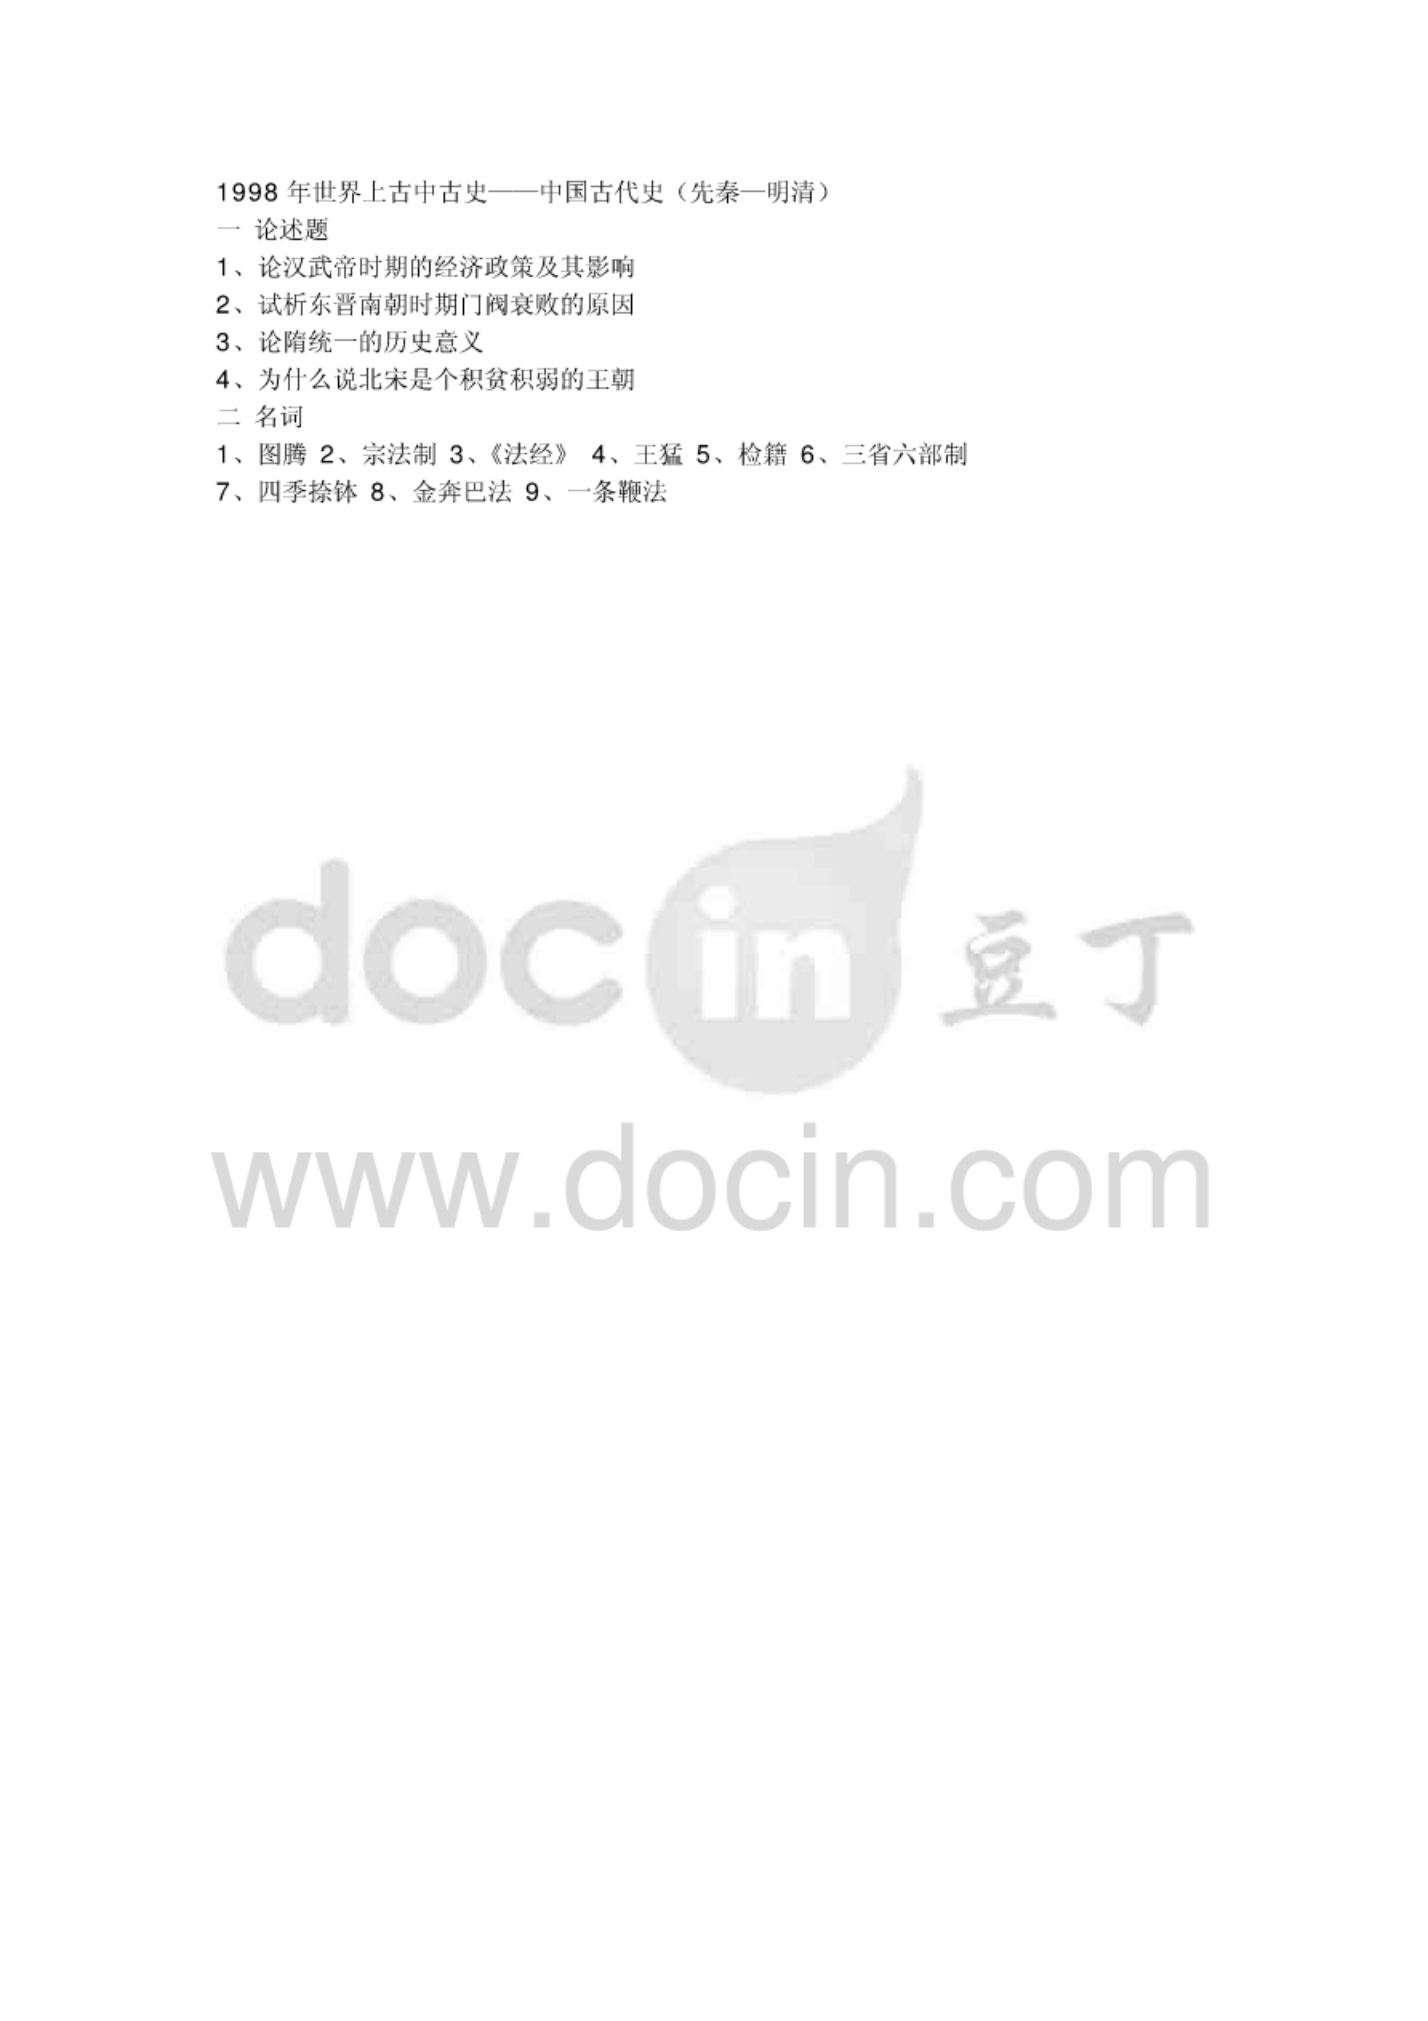 1998 年世界上古中古史——中国古代史（先秦—明清）
一 论述题
1、论汉武帝时期的经济政策及其影响
2、试析东晋南朝时期门阀衰败的原因
3、论隋统一的历史意义
4、为什么说北宋是个积贫积弱的王朝
二 名词
1、图腾 2、宗法制 3、《法经》 4、王猛 5、检籍 6、三省六部制
7、四季捺钵 8、金奔巴法 9、一条鞭法
docin 豆丁
www.docin.com